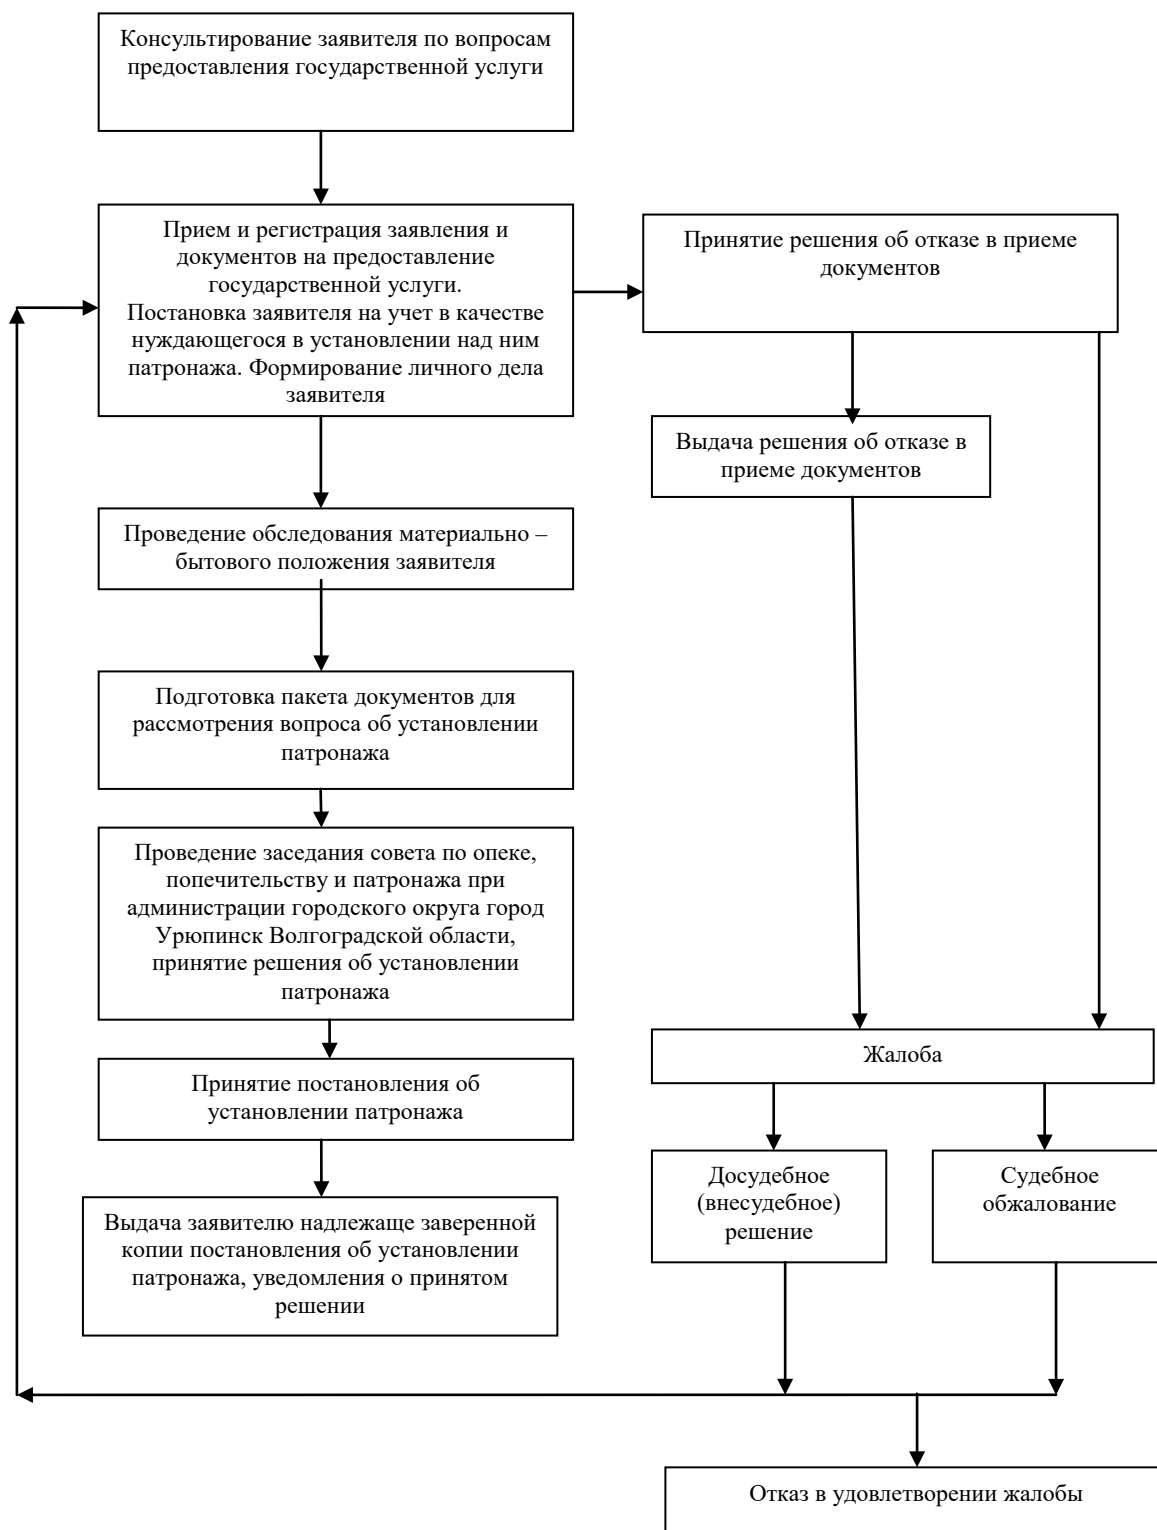 Консультирование заявителя по вопросам
предоставления государственной услуги
Прием и регистрация заявления и
документов на предоставление
государственной услуги.
Постановка заявителя на учет в качестве
нуждающегося в установлении над ним
патронажа. Формирование личного дела
заявителя
Принятие решения об отказе в приеме
документов
Выдача решения об отказе в
приеме документов
Проведение обследования материально –
бытового положения заявителя
Подготовка пакета документов для
рассмотрения вопроса об установлении
патронажа
Проведение заседания совета по опеке,
попечительству и патронажа при
администрации городского округа город
Урюпинск Волгоградской области,
принятие решения об установлении
патронажа
Жалоба
Принятие постановления об
установлении патронажа
Досудебное
(внесудебное)
решение
Судебное
обжалование
Выдача заявителю надлежаще заверенной
копии постановления об установлении
патронажа, уведомления о принятом
решении
Отказ в удовлетворении жалобы